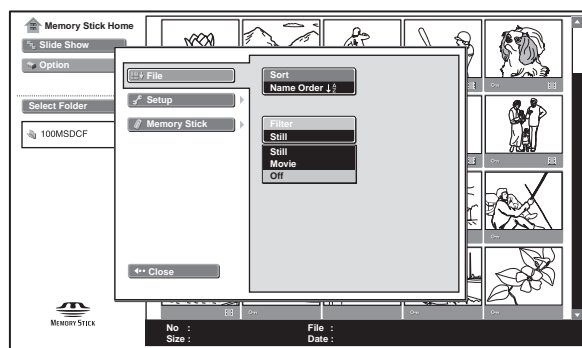 Memory Stick Home
Slide Show
Option
Select Folder
100MSDCF
File
Setup
Memory Stick
Close
Sort
Name Order
Filter
Still
Still
Movie
Off
MEMORY STICK
No :
Size :
File :
Date :